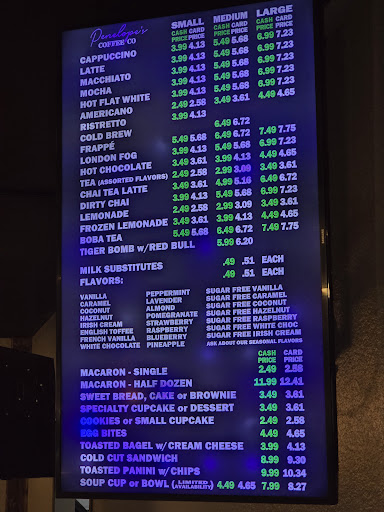 Penelope's
COFFEE CO
SMALL MEDIUM LARGE
CASH PRICE CARD PRICE CASH PRICE CARD PRICE CASH PRICE CARD PRICE
CAPPUCCINO 3.99 4.13 5.49 5.68 6.99 7.23
LATTE 3.99 4.13 5.49 5.68 6.99 7.23
MACCHIATO 3.99 4.13 5.49 5.68 6.99 7.23
MOCHA 3.99 4.13 5.49 5.68 6.99 7.23
HOT FLAT WHITE 3.99 4.13 5.49 5.68 6.99 7.23
AMERICANO 2.49 2.58 3.49 3.61 4.49 4.65
RISTRETTO 3.99 4.13
COLD BREW 6.49 6.72
FRAPPÉ 5.49 5.68 6.49 6.72 7.49 7.75
LONDON FOG 3.99 4.13 5.49 5.68 6.99 7.23
HOT CHOCOLATE 3.49 3.61 3.99 4.13 4.49 4.65
TEA (ASSORTED FLAVORS) 2.49 2.58 2.99 3.09 3.99 4.13
CHAI TEA LATTE 3.49 3.61 4.99 5.16 6.49 6.72
DIRTY CHAI 3.99 4.13 5.49 5.68 6.99 7.23
LEMONADE 2.49 2.58 2.99 3.09 3.49 3.61
FROZEN LEMONADE 3.49 3.61 3.99 4.13 4.49 4.65
BOBA TEA 5.49 5.68 6.49 6.72 7.49 7.75
TIGER BOMB w/RED BULL 5.99 6.20
MILK SUBSTITUTES .49 .51 EACH
FLAVORS: .49 .51 EACH
VANILLA PEPPERMINT SUGAR FREE VANILLA
CARAMEL LAVENDER SUGAR FREE CARAMEL
COCONUT ALMOND SUGAR FREE COCONUT
HAZELNUT POMEGRANATE SUGAR FREE HAZELNUT
IRISH CREAM STRAWBERRY SUGAR FREE RASPBERRY
ENGLISH TOFFEE RASPBERRY SUGAR FREE WHITE CHOC
FRENCH VANILLA BLUEBERRY SUGAR FREE IRISH CREAM
WHITE CHOCOLATE PINEAPPLE ASK ABOUT OUR SEASONAL FLAVORS
CASH PRICE CARD PRICE
MACARON - SINGLE 2.49 2.58
MACARON - HALF DOZEN 11.99 12.41
SWEET BREAD, CAKE or BROWNIE 3.49 3.61
SPECIALTY CUPCAKE or DESSERT 3.49 3.61
COOKIES or SMALL CUPCAKE 2.49 2.58
EGG BITES 4.49 4.65
TOASTED BAGEL w/CREAM CHEESE 3.99 4.13
COLD CUT SANDWICH 8.99 9.30
TOASTED PANINI w/CHIPS 9.99 10.34
SOUP CUP or BOWL (LIMITED AVAILABILITY) 4.49 4.65 7.99 8.27